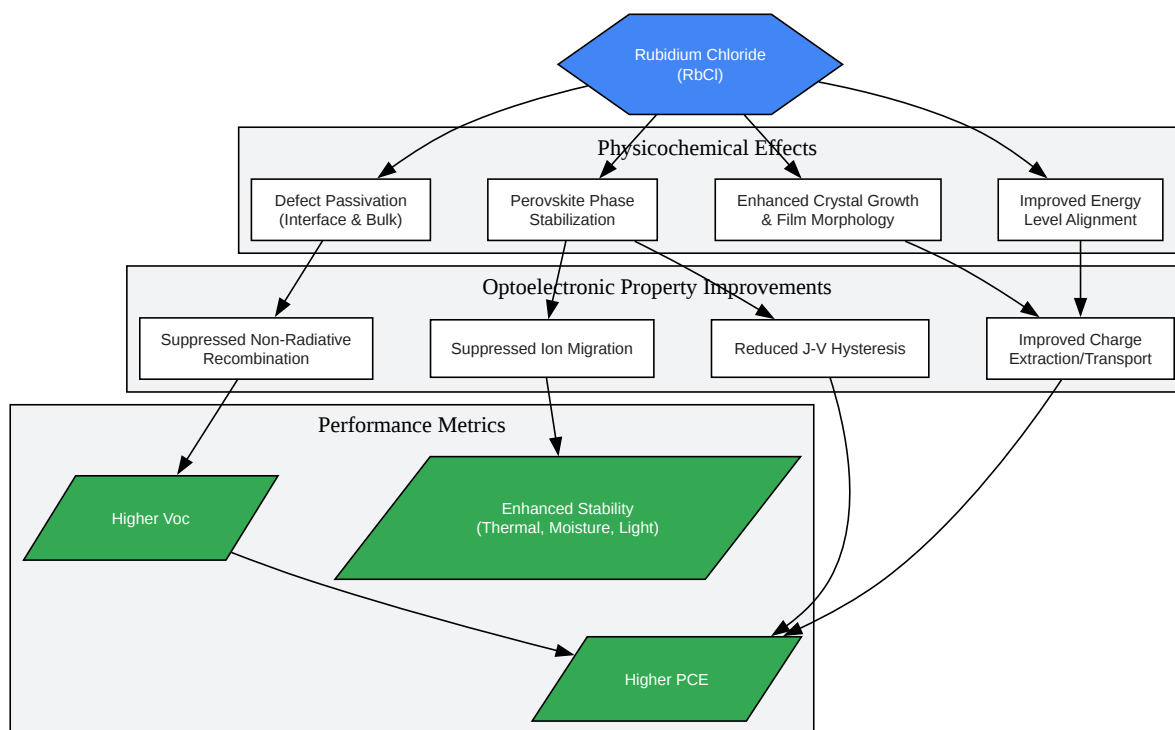 Rubidium Chloride
(RbCl)
Physicochemical Effects
Defect Passivation
(Interface & Bulk)
Perovskite Phase
Stabilization
Enhanced Crystal Growth
& Film Morphology
Improved Energy
Level Alignment
Optoelectronic Property Improvements
Suppressed Non-Radiative
Recombination
Suppressed Ion Migration
Reduced J-V Hysteresis
Improved Charge
Extraction/Transport
Performance Metrics
Higher Voc
Enhanced Stability
(Thermal, Moisture, Light)
Higher PCE